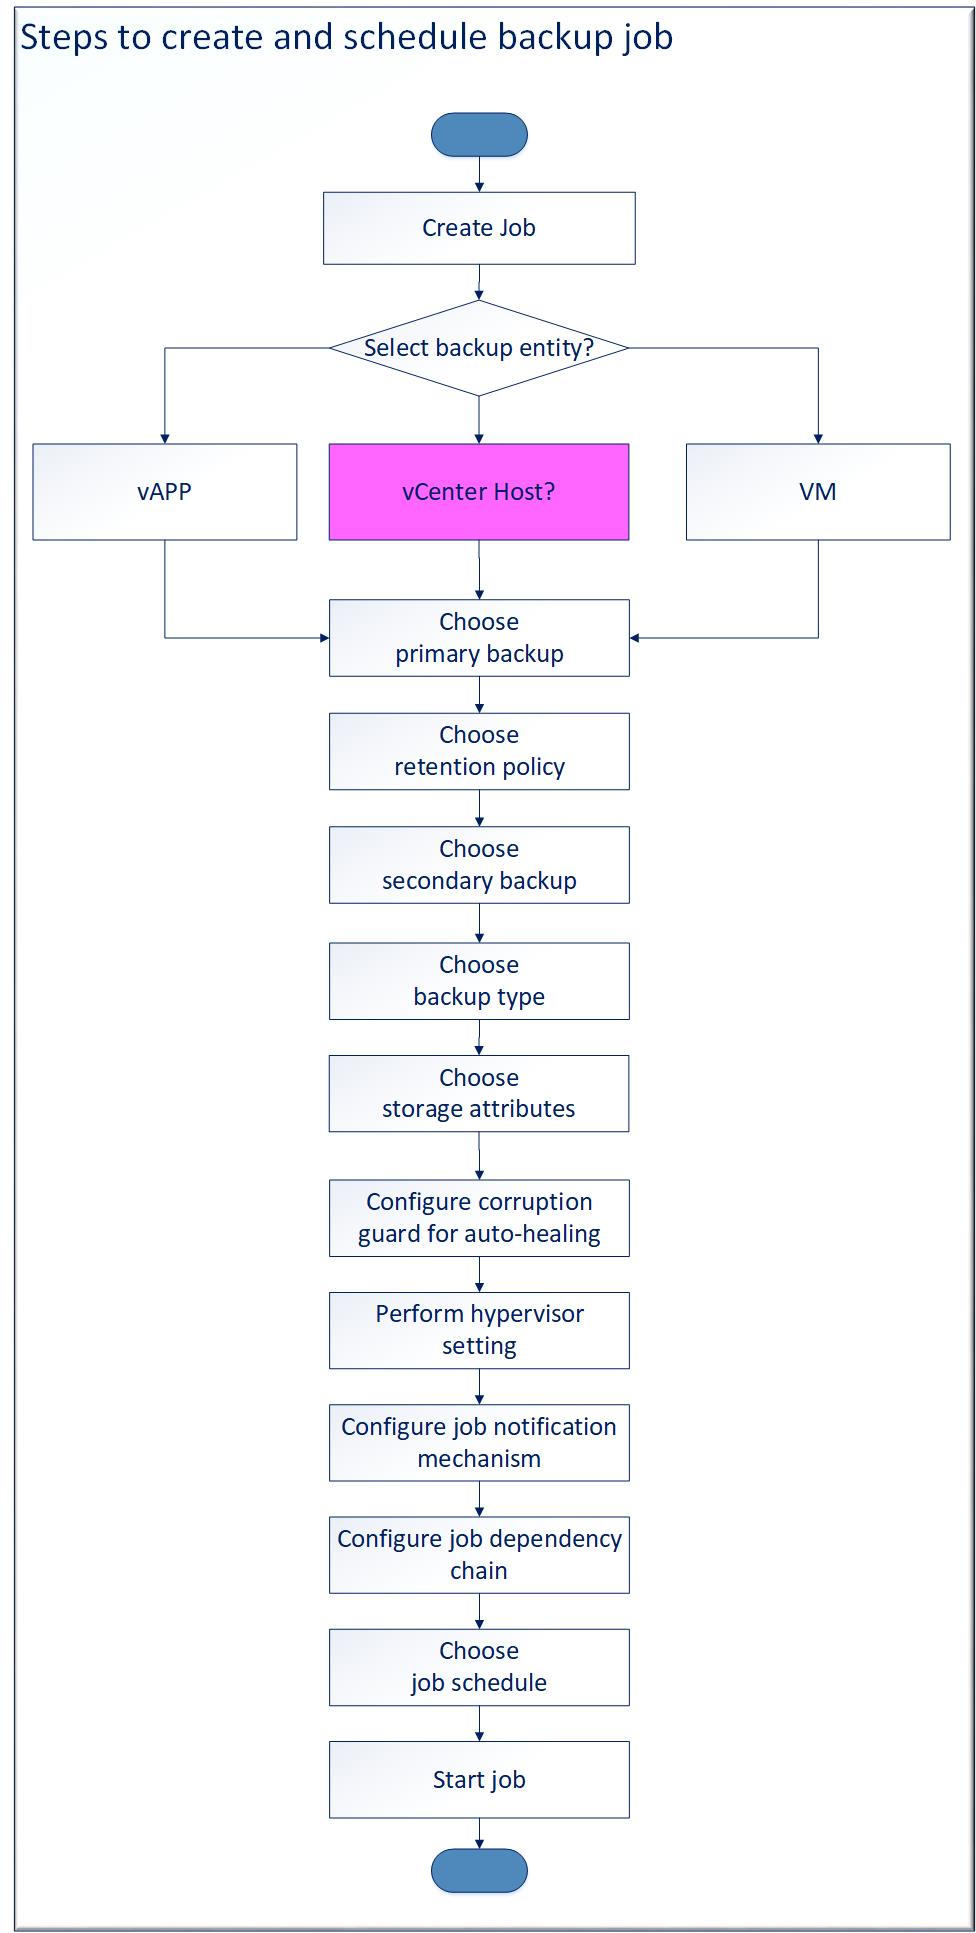 Steps to create and schedule backup job
Create Job
Select backup entity?
vAPP
vCenter Host?
VM
Choose
primary backup
Choose
retention policy
Choose
secondary backup
Choose
backup type
Choose
storage attributes
Configure corruption
guard for auto-healing
Perform hypervisor
setting
Configure job notification
mechanism
Configure job dependency
chain
Choose
job schedule
Start job